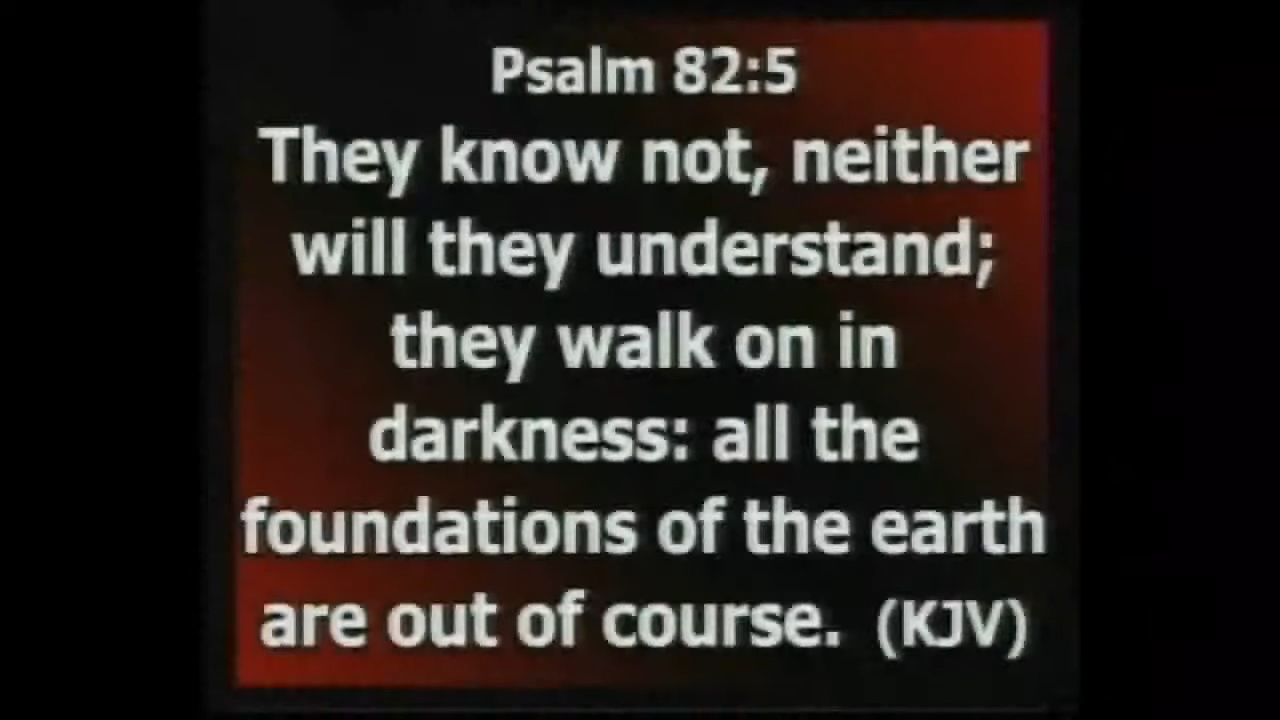 Psalm 82:5
They know not, neither
will they understand;
they walk on in
darkness: all the
foundations of the earth
are out of course. (KJV)